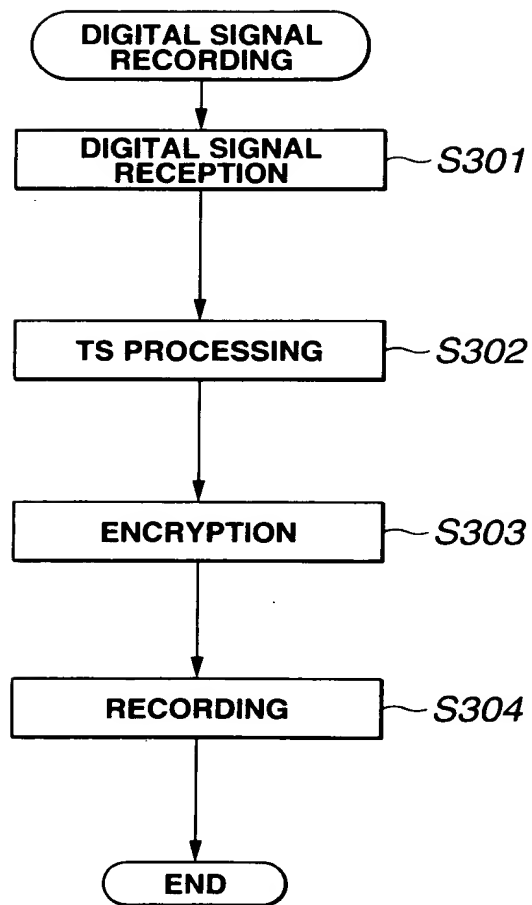 DIGITAL SIGNAL
RECORDING
DIGITAL SIGNAL
RECEPTION
S301
TS PROCESSING
S302
ENCRYPTION
S303
RECORDING
S304
END